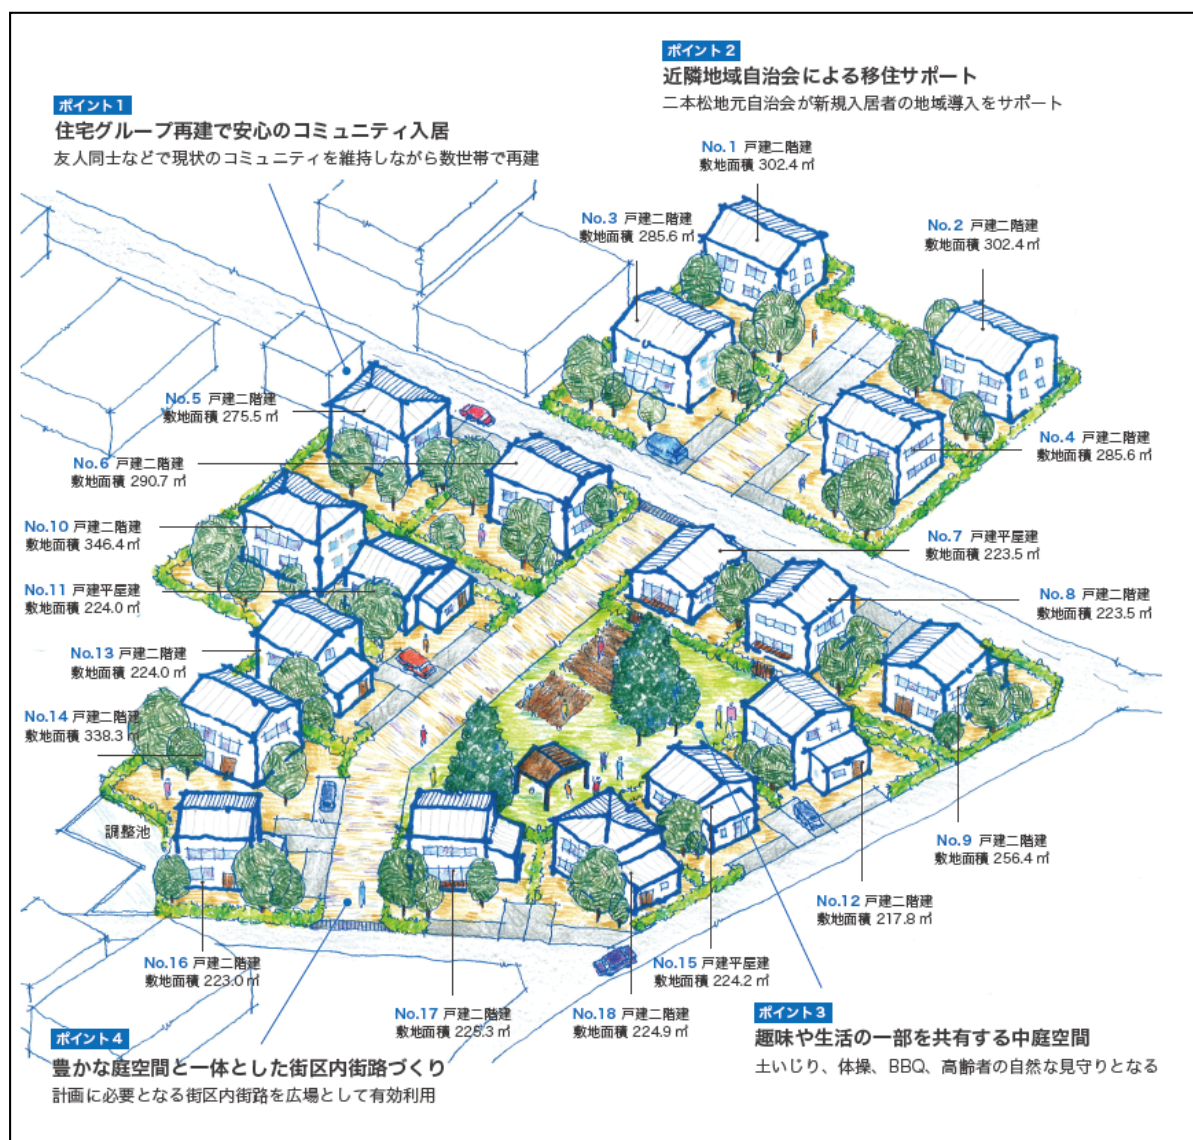 ポイント2
近隣地域自治会による移住サポート
二本松地元自治会が新規入居者の地域導入をサポート
ポイント1
住宅グループ再建で安心のコミュニティ入居
友人同士などで現状のコミュニティを維持しながら数世帯で再建
No.1 戸建二階建
敷地面積 302.4㎡
No.3 戸建二階建
敷地面積 285.6㎡
No.2 戸建二階建
敷地面積 302.4㎡
No.5 戸建二階建
敷地面積 275.5㎡
No.4 戸建二階建
敷地面積 285.6㎡
No.6 戸建二階建
敷地面積 290.7㎡
No.10 戸建二階建
敷地面積 346.4㎡
No.7 戸建平屋建
敷地面積 223.5㎡
No.11 戸建平屋建
敷地面積 224.0㎡
No.8 戸建二階建
敷地面積 223.5㎡
No.13 戸建二階建
敷地面積 224.0㎡
No.14 戸建二階建
敷地面積 338.3㎡
調整池
No.9 戸建二階建
敷地面積 256.4㎡
No.12 戸建二階建
敷地面積 217.8㎡
No.16 戸建二階建
敷地面積 223.0㎡
No.15 戸建平屋建
敷地面積 224.2㎡
No.17 戸建二階建
敷地面積 225.3㎡
No.18 戸建二階建
敷地面積 224.9㎡
ポイント3
趣味や生活の一部を共有する中庭空間
土いじり、体操、BBQ、高齢者の自然な見守りとなる
ポイント4
豊かな庭空間と一体とした街区内街路づくり
計画に必要となる街区内街路を広場として有効利用